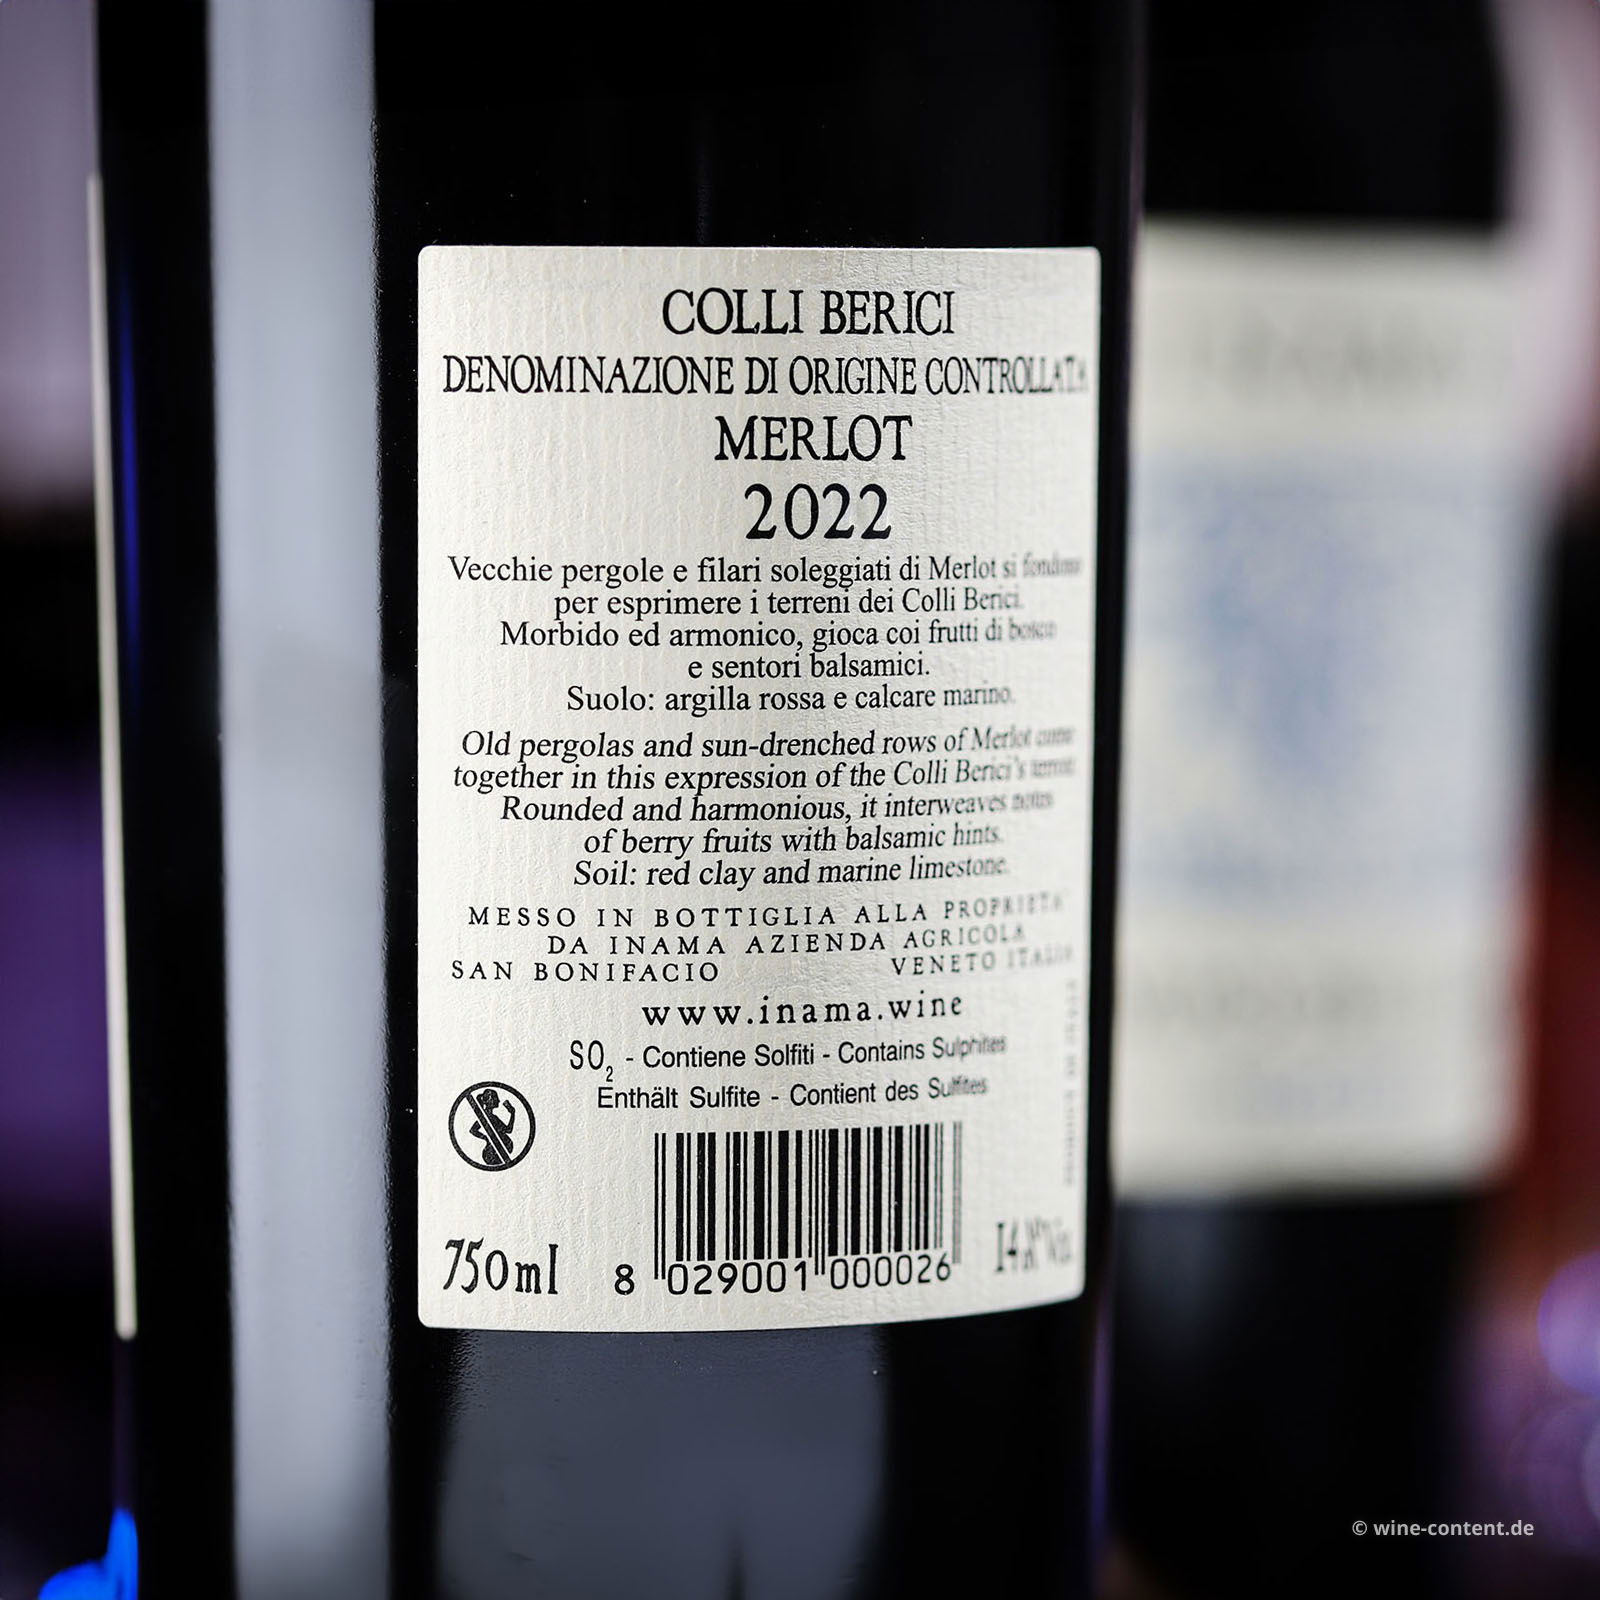 COLLI BERICI
DENOMINAZIONE DI ORIGINE CONTROLLATA
MERLOT
2022
Vecchie pergole e filari soleggiati di Merlot si fondono
per esprimere i terreni dei Colli Berici.
Morbido ed armonico, gioca coi frutti di bosco
e sentori balsamici.
Suolo: argilla rossa e calcare marino.
Old pergolas and sun-drenched rows of Merlot come
together in this expression of the Colli Berici's terroir.
Rounded and harmonious, it interweaves notes
of berry fruits with balsamic hints.
Soil: red clay and marine limestone.
MESSO IN BOTTIGLIA ALLA PROPRIETA'
DA INAMA AZIENDA AGRICOLA
SAN BONIFACIO VENETO ITALIA
www.inama.wine
SO2 - Contiene Solfiti - Contains Sulphites
Enthält Sulfite - Contient des Sulfites
750ml
8 029001 000026
© wine-content.de